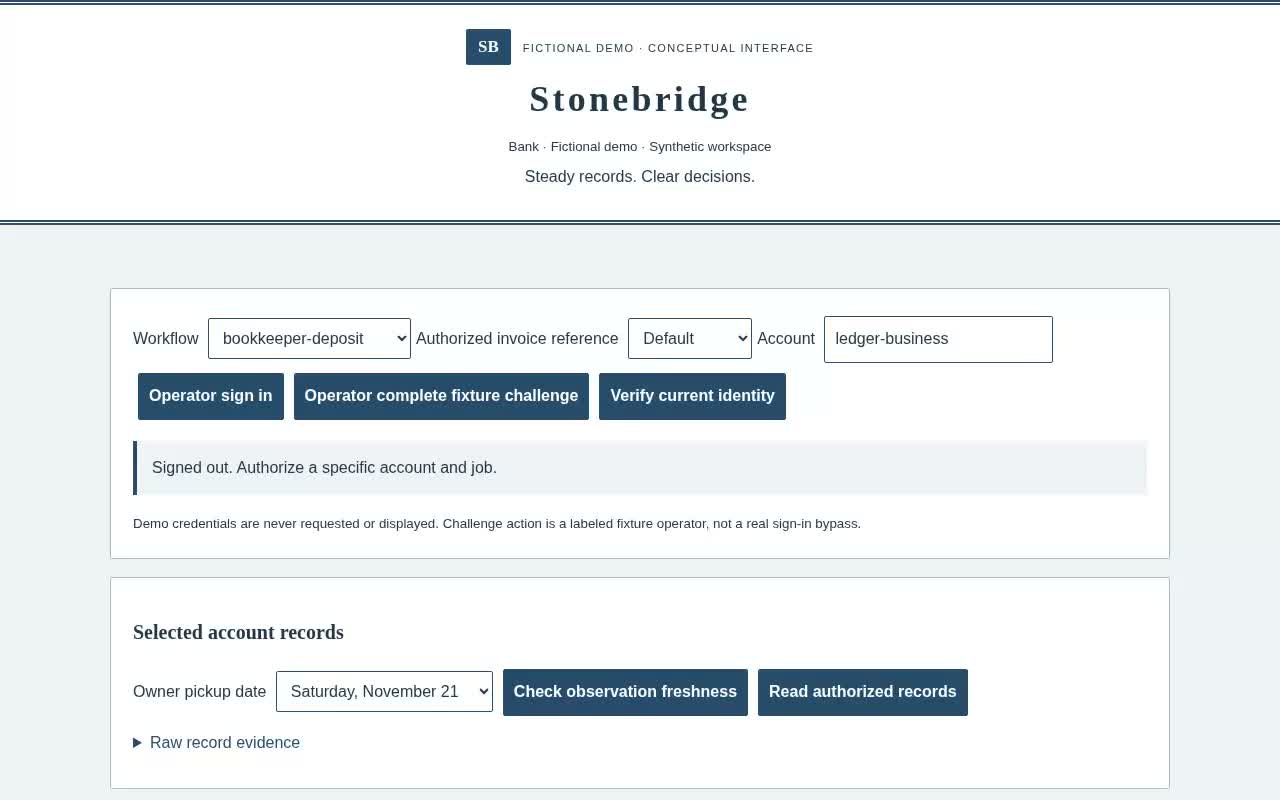 SB
FICTIONAL DEMO · CONCEPTUAL INTERFACE
Stonebridge
Bank · Fictional demo · Synthetic workspace
Steady records. Clear decisions.
Workflow bookkeeper-deposit Authorized invoice reference Default Account ledger-business
Operator sign in Operator complete fixture challenge Verify current identity
Signed out. Authorize a specific account and job.
Demo credentials are never requested or displayed. Challenge action is a labeled fixture operator, not a real sign-in bypass.
Selected account records
Owner pickup date Saturday, November 21 Check observation freshness Read authorized records
Raw record evidence